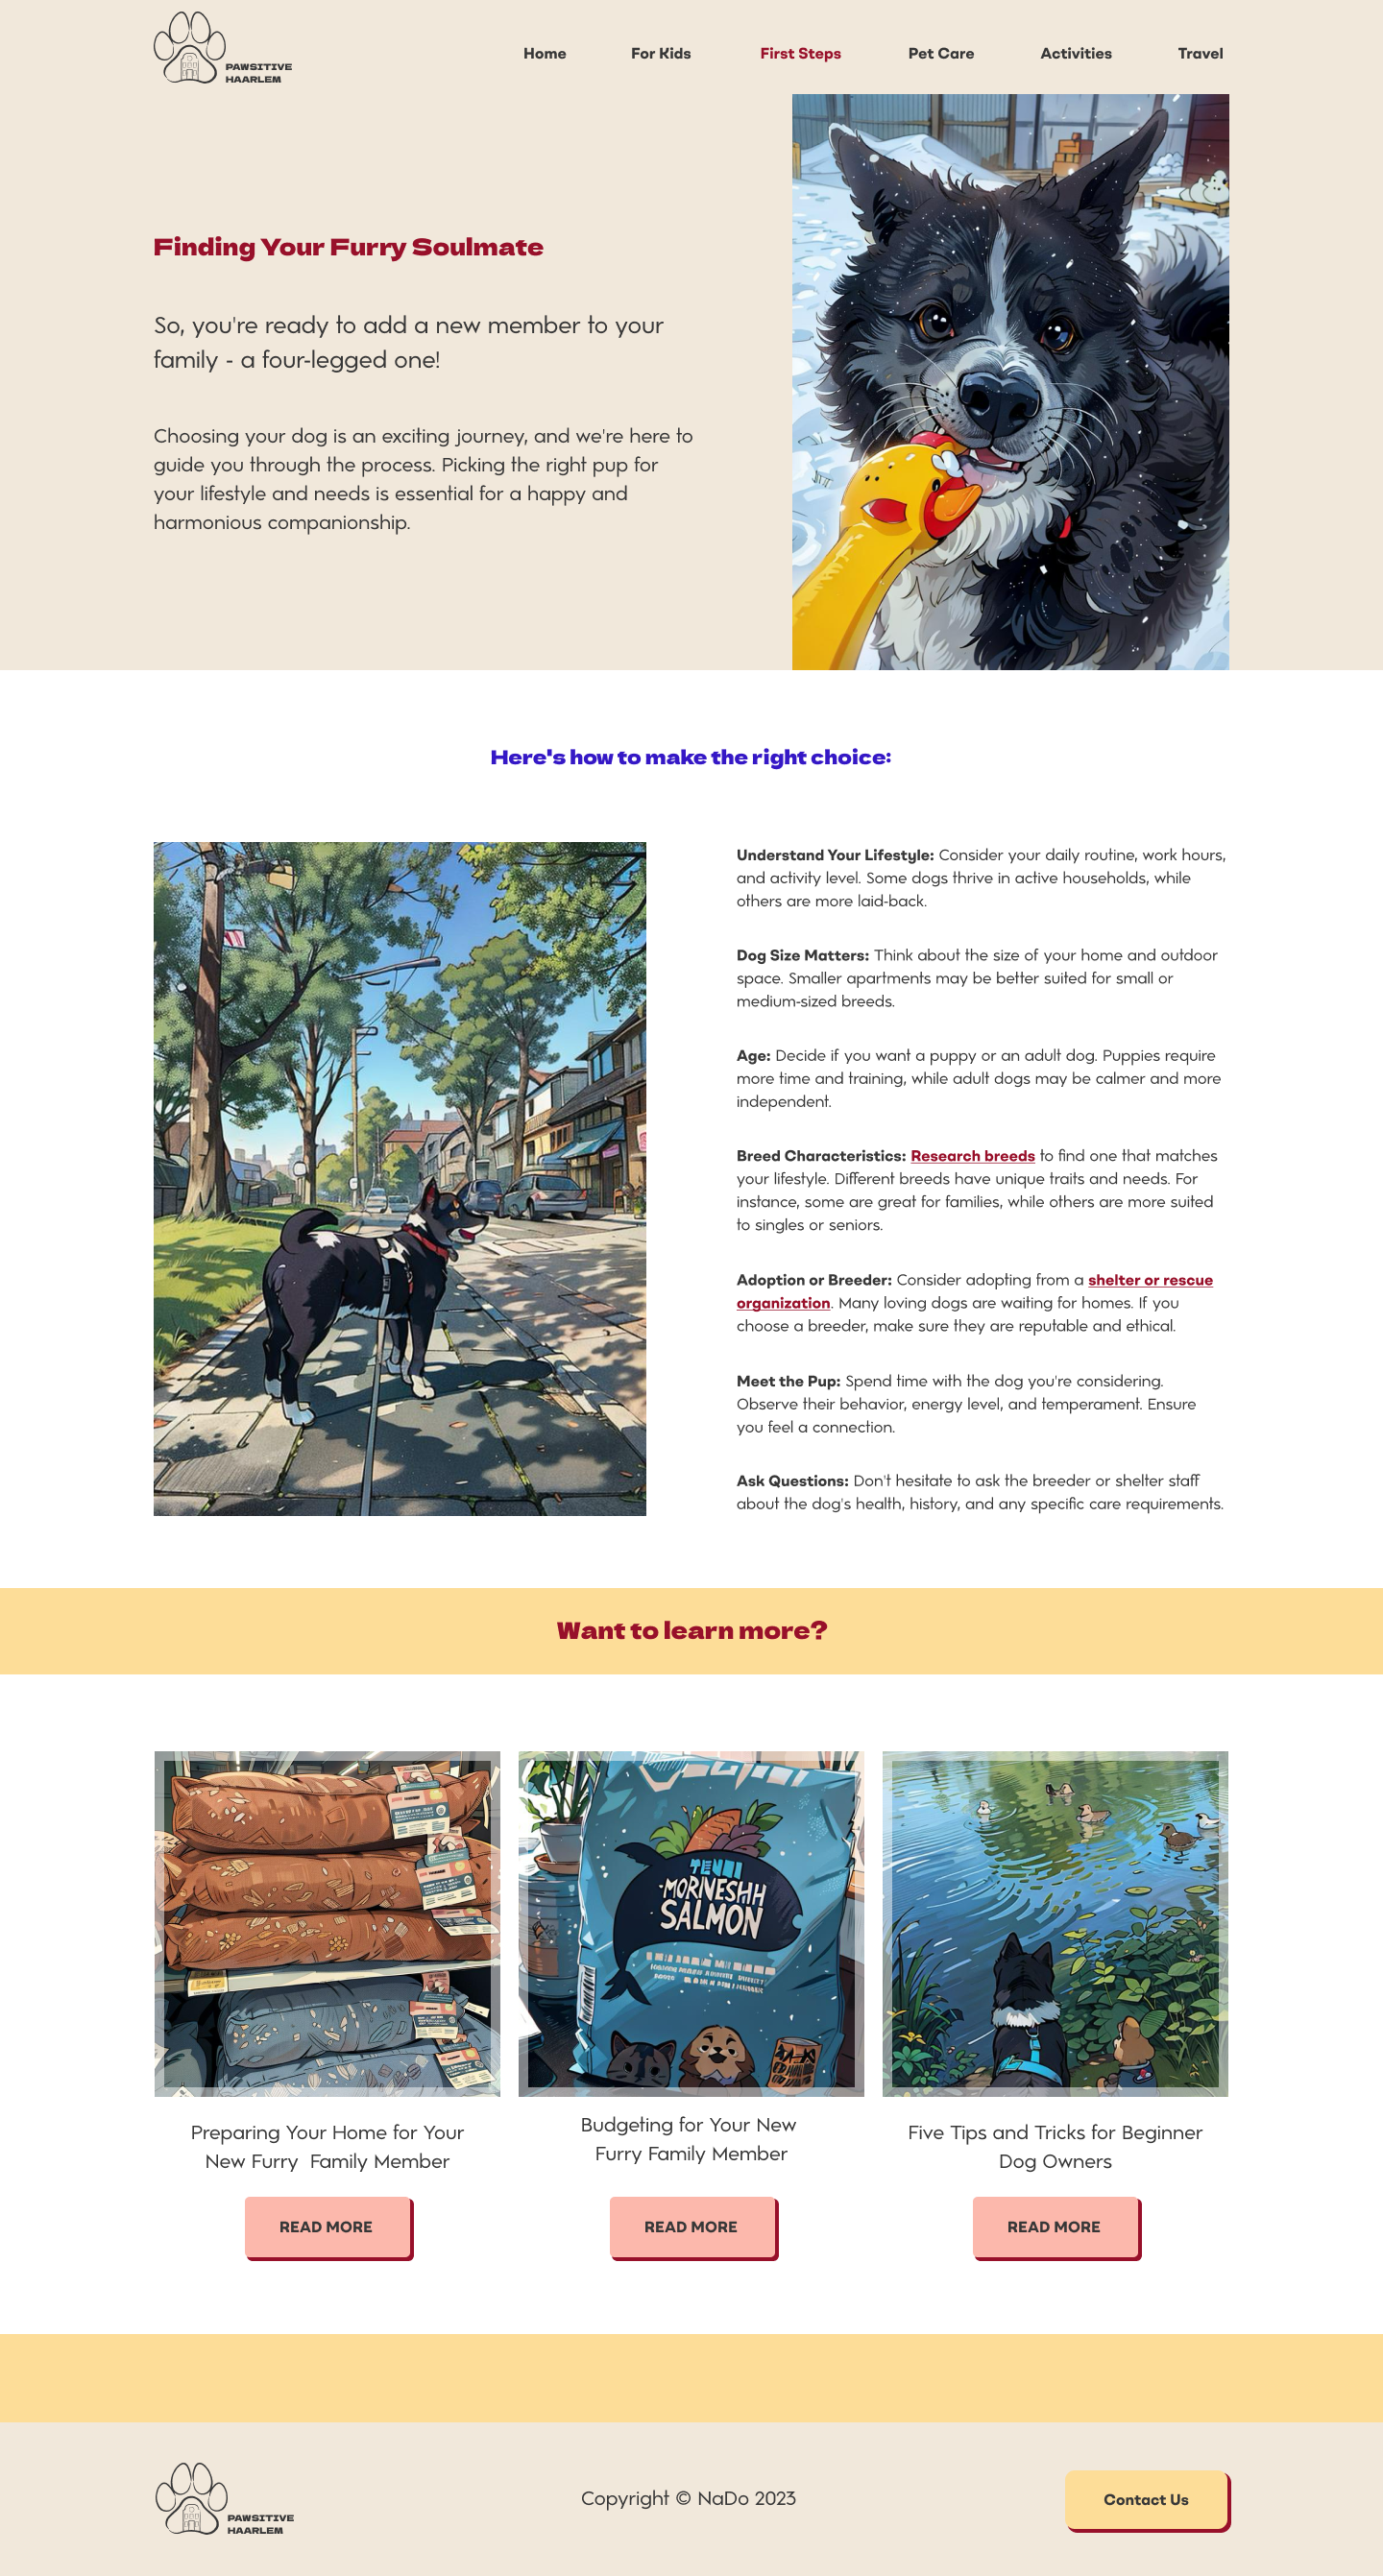 PAWSITIVE
HAARLEM
Home
For Kids
First Steps
Pet Care
Activities
Travel
Finding Your Furry Soulmate
So, you're ready to add a new member to your
family - a four-legged one!
Choosing your dog is an exciting journey, and we're here to
guide you through the process. Picking the right pup for
your lifestyle and needs is essential for a happy and
harmonious companionship.
Here's how to make the right choice:
Understand Your Lifestyle: Consider your daily routine, work hours,
and activity level. Some dogs thrive in active households, while
others are more laid-back.
Dog Size Matters: Think about the size of your home and outdoor
space. Smaller apartments may be better suited for small or
medium-sized breeds.
Age: Decide if you want a puppy or an adult dog. Puppies require
more time and training, while adult dogs may be calmer and more
independent.
Breed Characteristics: Research breeds to find one that matches
your lifestyle. Different breeds have unique traits and needs. For
instance, some are great for families, while others are more suited
to singles or seniors.
Adoption or Breeder: Consider adopting from a shelter or rescue
organization. Many loving dogs are waiting for homes. If you
choose a breeder, make sure they are reputable and ethical.
Meet the Pup: Spend time with the dog you're considering.
Observe their behavior, energy level, and temperament. Ensure
you feel a connection.
Ask Questions: Don't hesitate to ask the breeder or shelter staff
about the dog's health, history, and any specific care requirements.
Want to learn more?
SALMON
Preparing Your Home for Your
New Furry Family Member
READ MORE
Budgeting for Your New
Furry Family Member
READ MORE
Five Tips and Tricks for Beginner
Dog Owners
READ MORE
PAWSITIVE
HAARLEM
Copyright © NaDo 2023
Contact Us